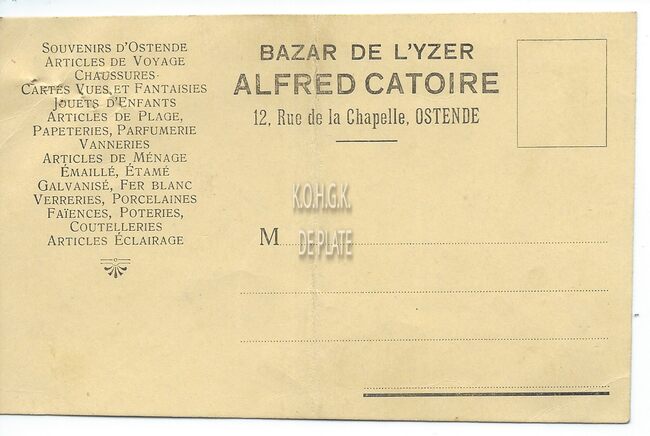 SOUVENIRS D'OSTENDE
ARTICLES DE VOYAGE
CHAUSSURES
CARTES VUES ET FANTAISIES
JOUETS D'ENFANTS
ARTICLES DE PLAGE,
PAPETERIES, PARFUMERIE
VANNERIES
ARTICLES DE MÉNAGE
ÉMAILLÉ, ÉTAMÉ
GALVANISÉ, FER BLANC
VERRERIES, PORCELAINES
FAÏENCES, POTERIES,
COUTELLERIES
ARTICLES ÉCLAIRAGE
BAZAR DE L'YZER
ALFRED CATOIRE
12, Rue de la Chapelle, OSTENDE
K.O.H.G.K.
DE PLATE
M